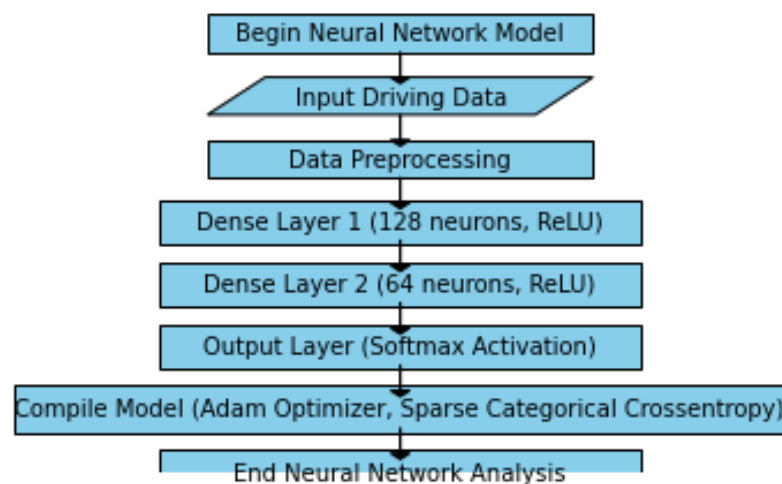 Begin Neural Network Model
Input Driving Data
Data Preprocessing
Dense Layer 1 (128 neurons, ReLU)
Dense Layer 2 (64 neurons, ReLU)
Output Layer (Softmax Activation)
Compile Model (Adam Optimizer, Sparse Categorical Crossentropy)
End Neural Network Analysis